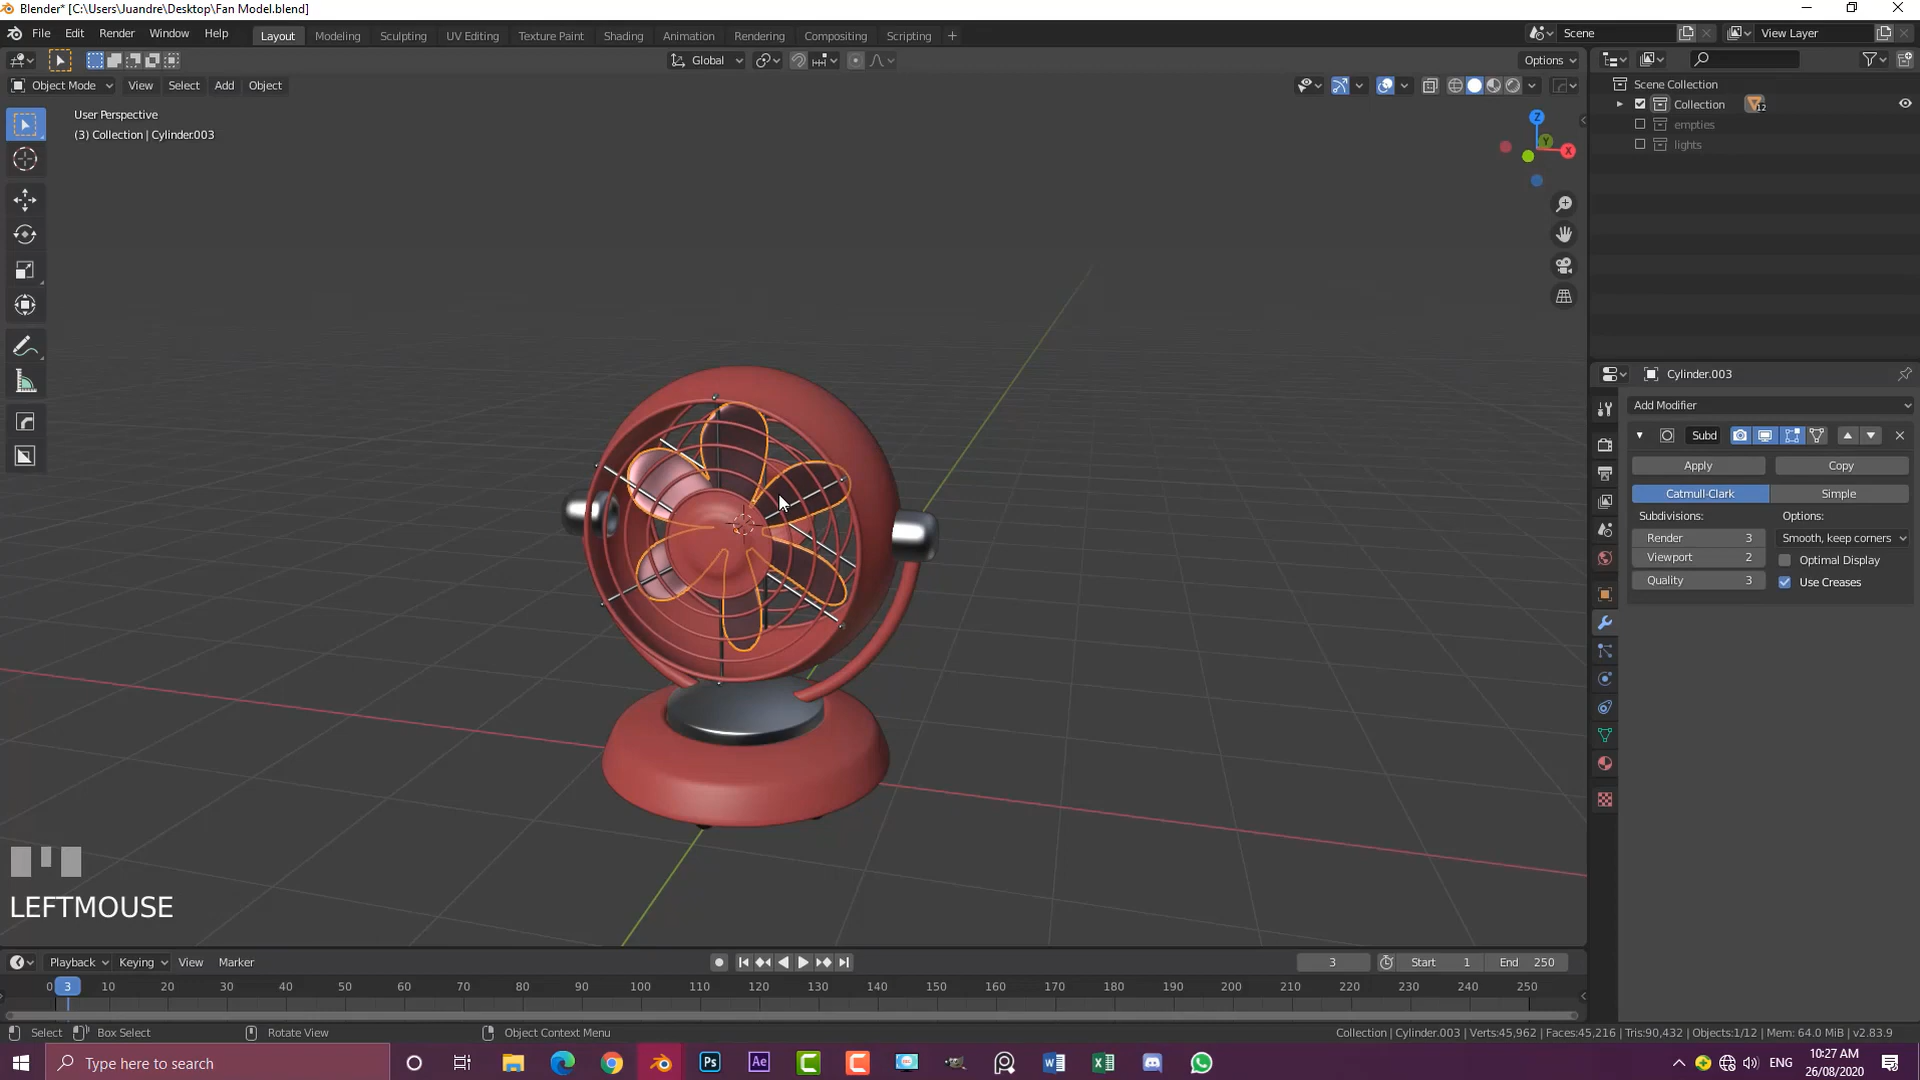 Blender* [C:\Users\Juandre\Desktop\Fan Model.blend]
File Edit Render Window Help Layout Modeling Sculpting UV Editing Texture Paint Shading Animation Rendering Compositing Scripting + Scene View Layer
Global Options
Object Mode View Select Add Object
User Perspective
(3) Collection | Cylinder.003
Z
Y
X
Scene Collection
Collection 12
empties
lights
Cylinder.003
Add Modifier
Subd
Apply Copy
Catmull-Clark Simple
Subdivisions: Options:
Render 3 Smooth, keep corners
Viewport 2 Optimal Display
Quality 3 Use Creases
LEFTMOUSE
Playback Keying View Marker 3 Start 1 End 250
0 3 10 20 30 40 50 60 70 80 90 100 110 120 130 140 150 160 170 180 190 200 210 220 230 240 250
Select Box Select Rotate View Object Context Menu Collection | Cylinder.003 | Verts:45,962 | Faces:45,216 | Tris:90,432 | Objects:1/12 | Mem: 64.0 MiB | v2.83.9
Type here to search Ps Ae ENG 10:27 AM
26/08/2020